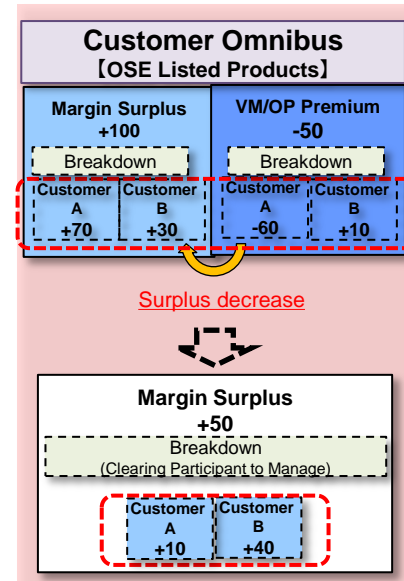 Customer Omnibus
【OSE Listed Products】
Margin Surplus
+100
Breakdown
Customer
A
+70
Customer
B
+30
VM/OP Premium
-50
Breakdown
Customer
A
-60
Customer
B
+10
Surplus decrease
Margin Surplus
+50
Breakdown
(Clearing Participant to Manage)
Customer
A
+10
Customer
B
+40